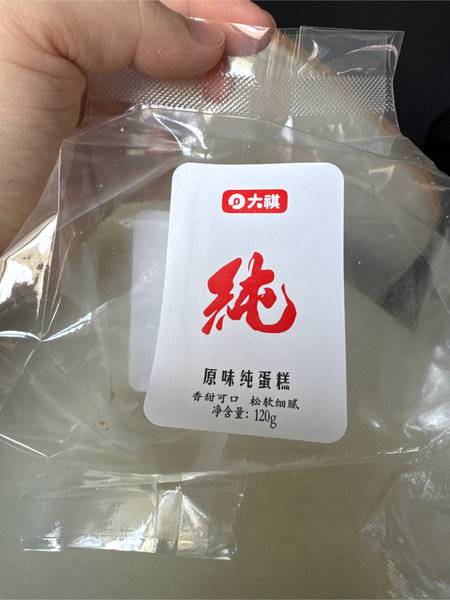 大祺
純
原味纯蛋糕
香甜可口 松软细腻
净含量: 120g